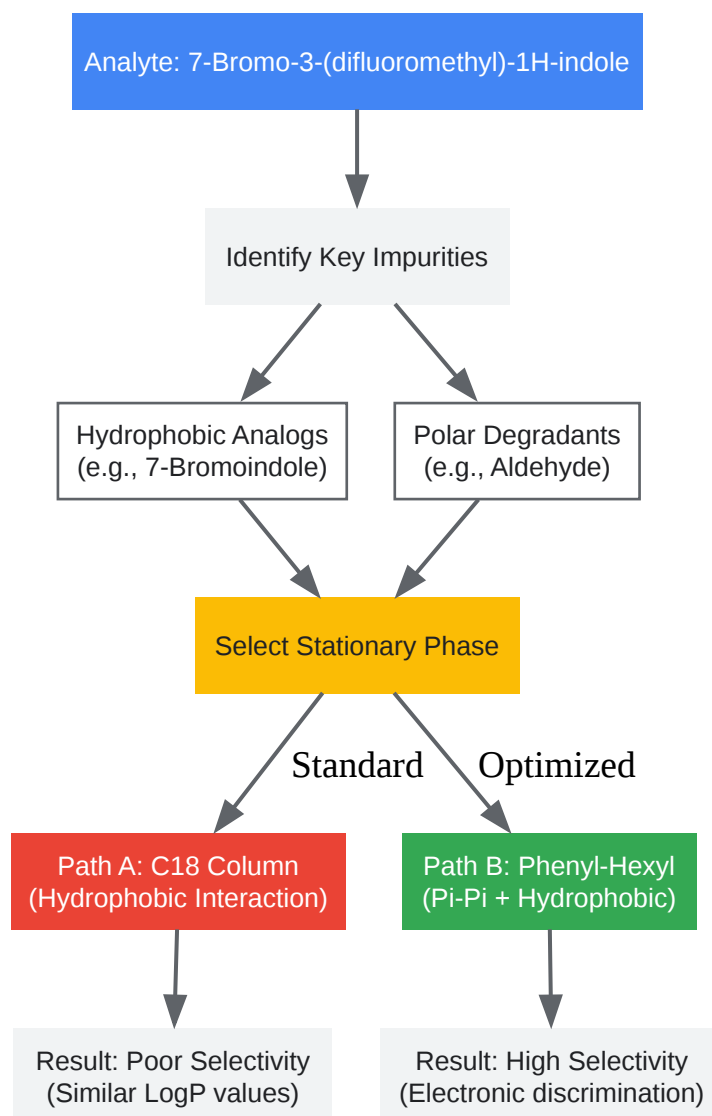 Analyte: 7-Bromo-3-(difluoromethyl)-1H-indole
Identify Key Impurities
Hydrophobic Analogs
(e.g., 7-Bromoindole)
Polar Degradants
(e.g., Aldehyde)
Select Stationary Phase
Standard
Optimized
Path A: C18 Column
(Hydrophobic Interaction)
Path B: Phenyl-Hexyl
(Pi-Pi + Hydrophobic)
Result: Poor Selectivity
(Similar LogP values)
Result: High Selectivity
(Electronic discrimination)